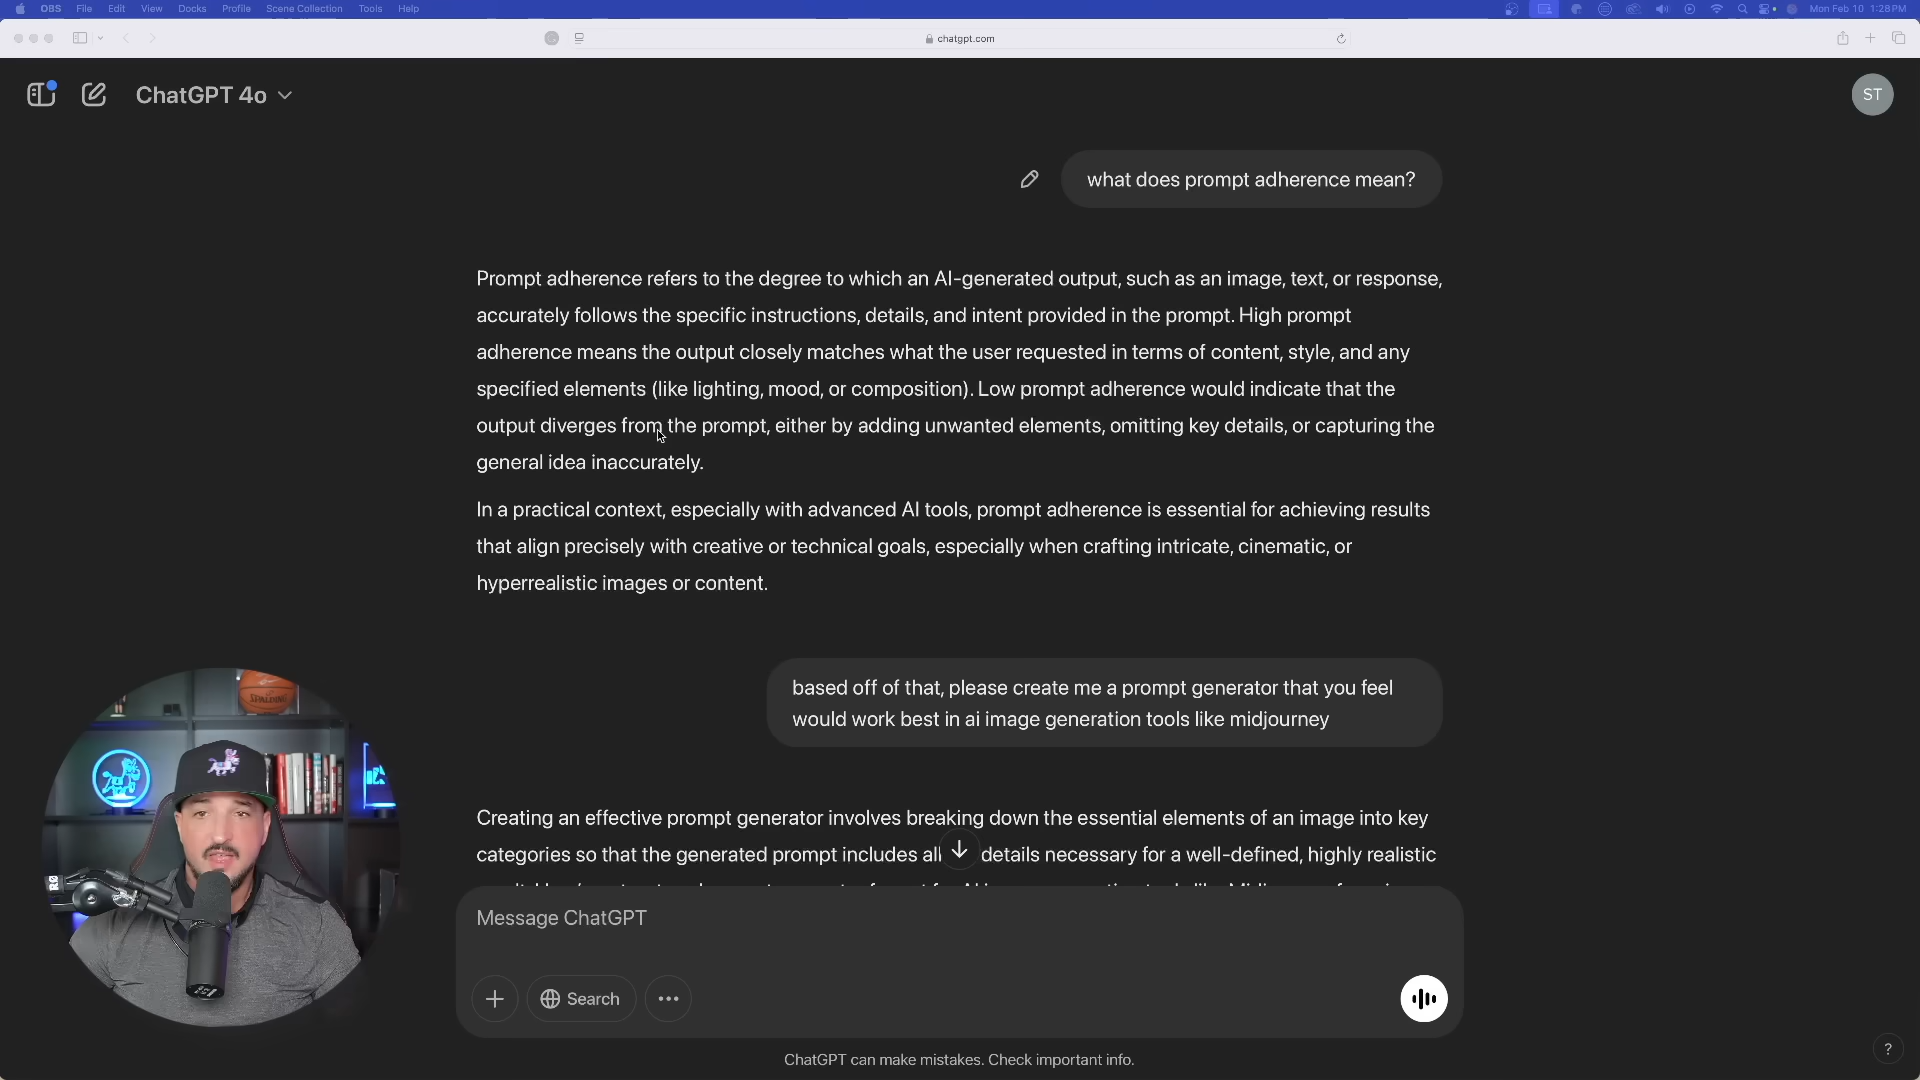 OBS File Edit View Docks Profile Scene Collection Tools Help Mon Feb 10 1:28 PM
chatgpt.com
ChatGPT 4o
ST
what does prompt adherence mean?
Prompt adherence refers to the degree to which an AI-generated output, such as an image, text, or response,
accurately follows the specific instructions, details, and intent provided in the prompt. High prompt
adherence means the output closely matches what the user requested in terms of content, style, and any
specified elements (like lighting, mood, or composition). Low prompt adherence would indicate that the
output diverges from the prompt, either by adding unwanted elements, omitting key details, or capturing the
general idea inaccurately.
In a practical context, especially with advanced AI tools, prompt adherence is essential for achieving results
that align precisely with creative or technical goals, especially when crafting intricate, cinematic, or
hyperrealistic images or content.
based off of that, please create me a prompt generator that you feel
would work best in ai image generation tools like midjourney
SPALDING
Creating an effective prompt generator involves breaking down the essential elements of an image into key
categories so that the generated prompt includes all details necessary for a well-defined, highly realistic
Message ChatGPT
Search
ChatGPT can make mistakes. Check important info.
?